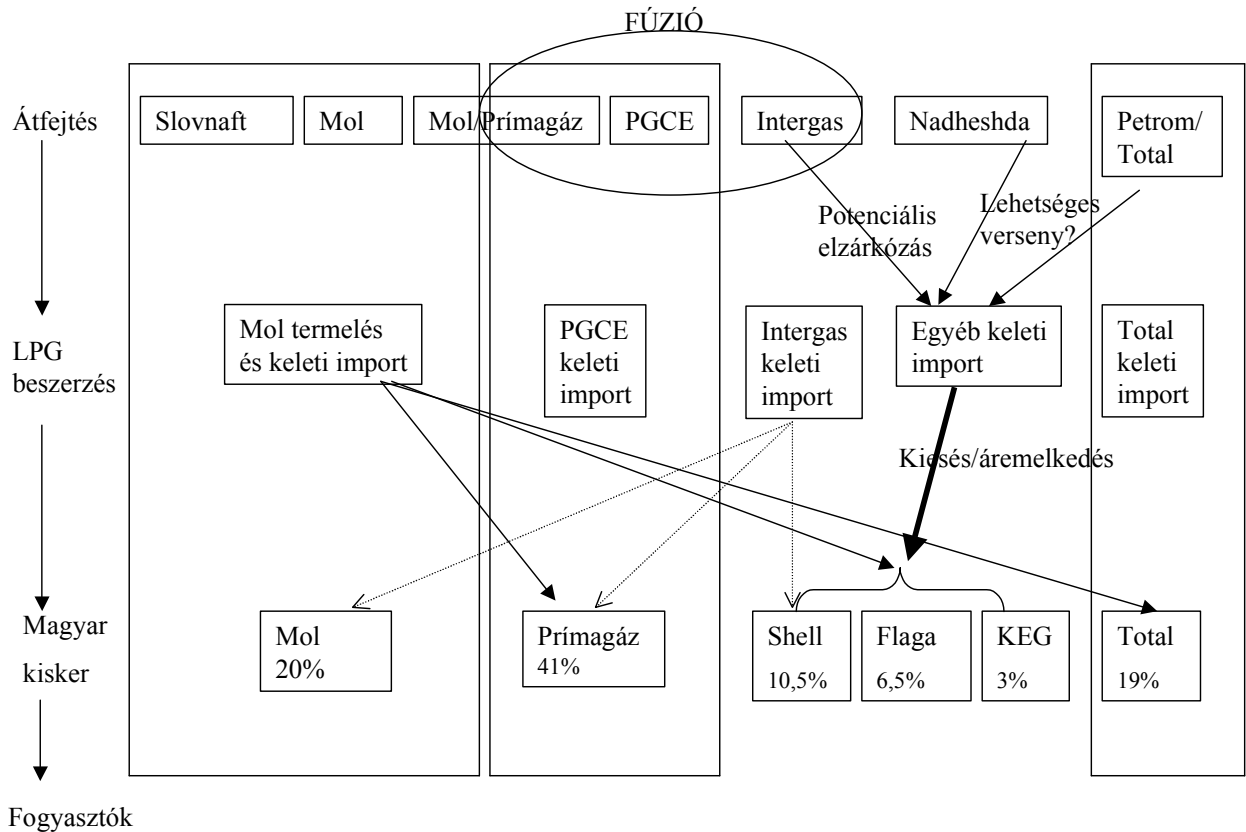 FÚZIÓ
Átfejtés
Slovnaft
Mol
Mol/Prímagáz
PGCE
Intergas
Nadheshda
Petrom/
Total
Potenciális
elzárkózás
Lehetséges
verseny?
LPG
beszerzés
Mol termelés
és keleti import
PGCE
keleti
import
Intergas
keleti
import
Egyéb keleti
import
Total
keleti
import
Kiesés/áremelkedés
Magyar
kisker
Mol
20%
Prímagáz
41%
Shell
10,5%
Flaga
6,5%
KEG
3%
Total
19%
Fogyasztók